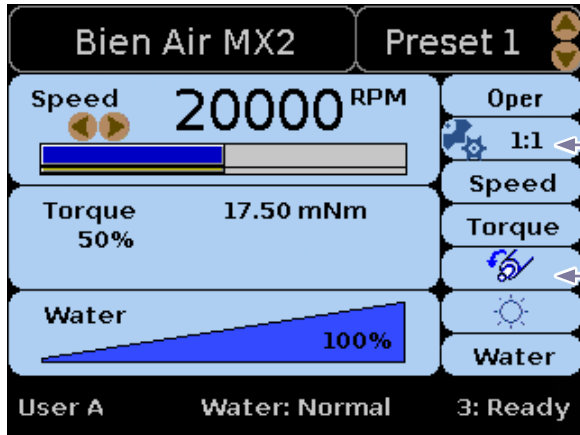 Bien Air MX2
Preset 1
Speed
20000 RPM
Oper
1:1
Speed
Torque
17.50 mNm
50%
Torque
Water
100%
Water
User A
Water: Normal
3: Ready